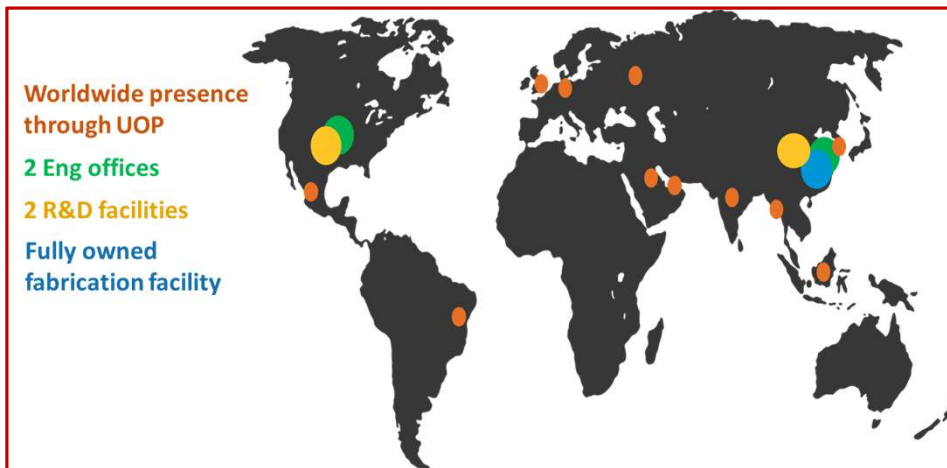 Worldwide presence
through UOP
2 Eng offices
2 R&D facilities
Fully owned
fabrication facility